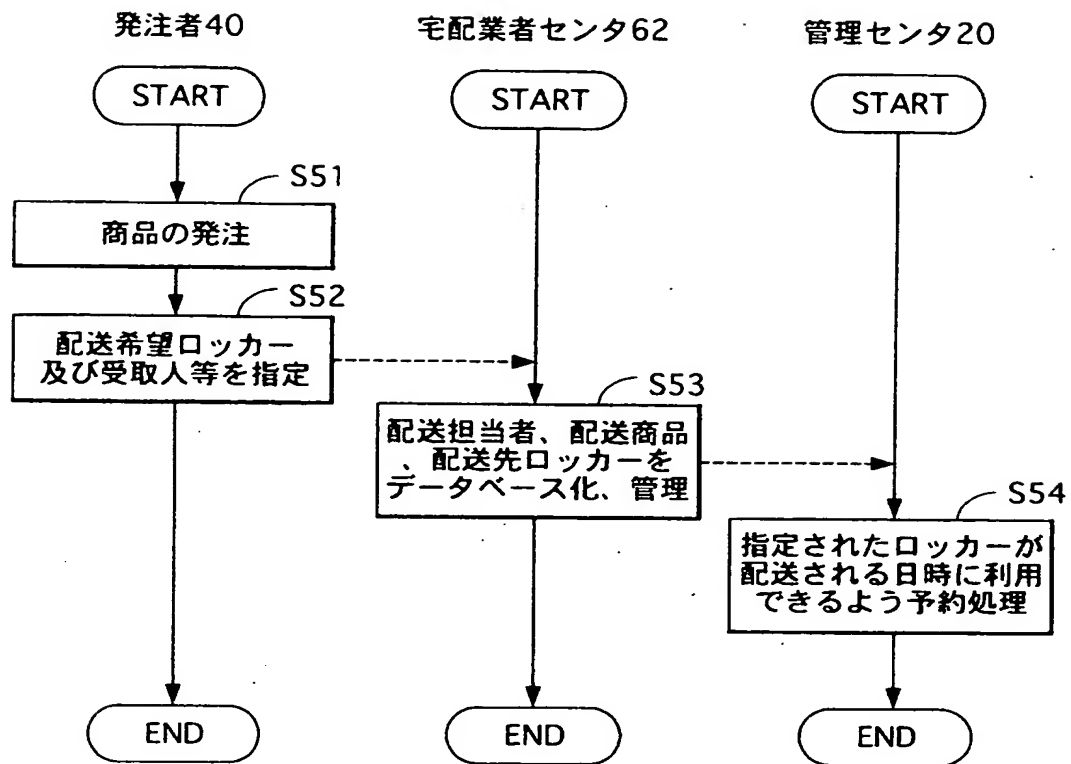 発注者40
宅配業者センタ62
管理センタ20
START
START
START
S51
商品の発注
S52
配送希望ロッカー
及び受取人等を指定
S53
配送担当者、配送商品
、配送先ロッカーを
データベース化、管理
S54
指定されたロッカーが
配送される日時に利用
できるよう予約処理
END
END
END